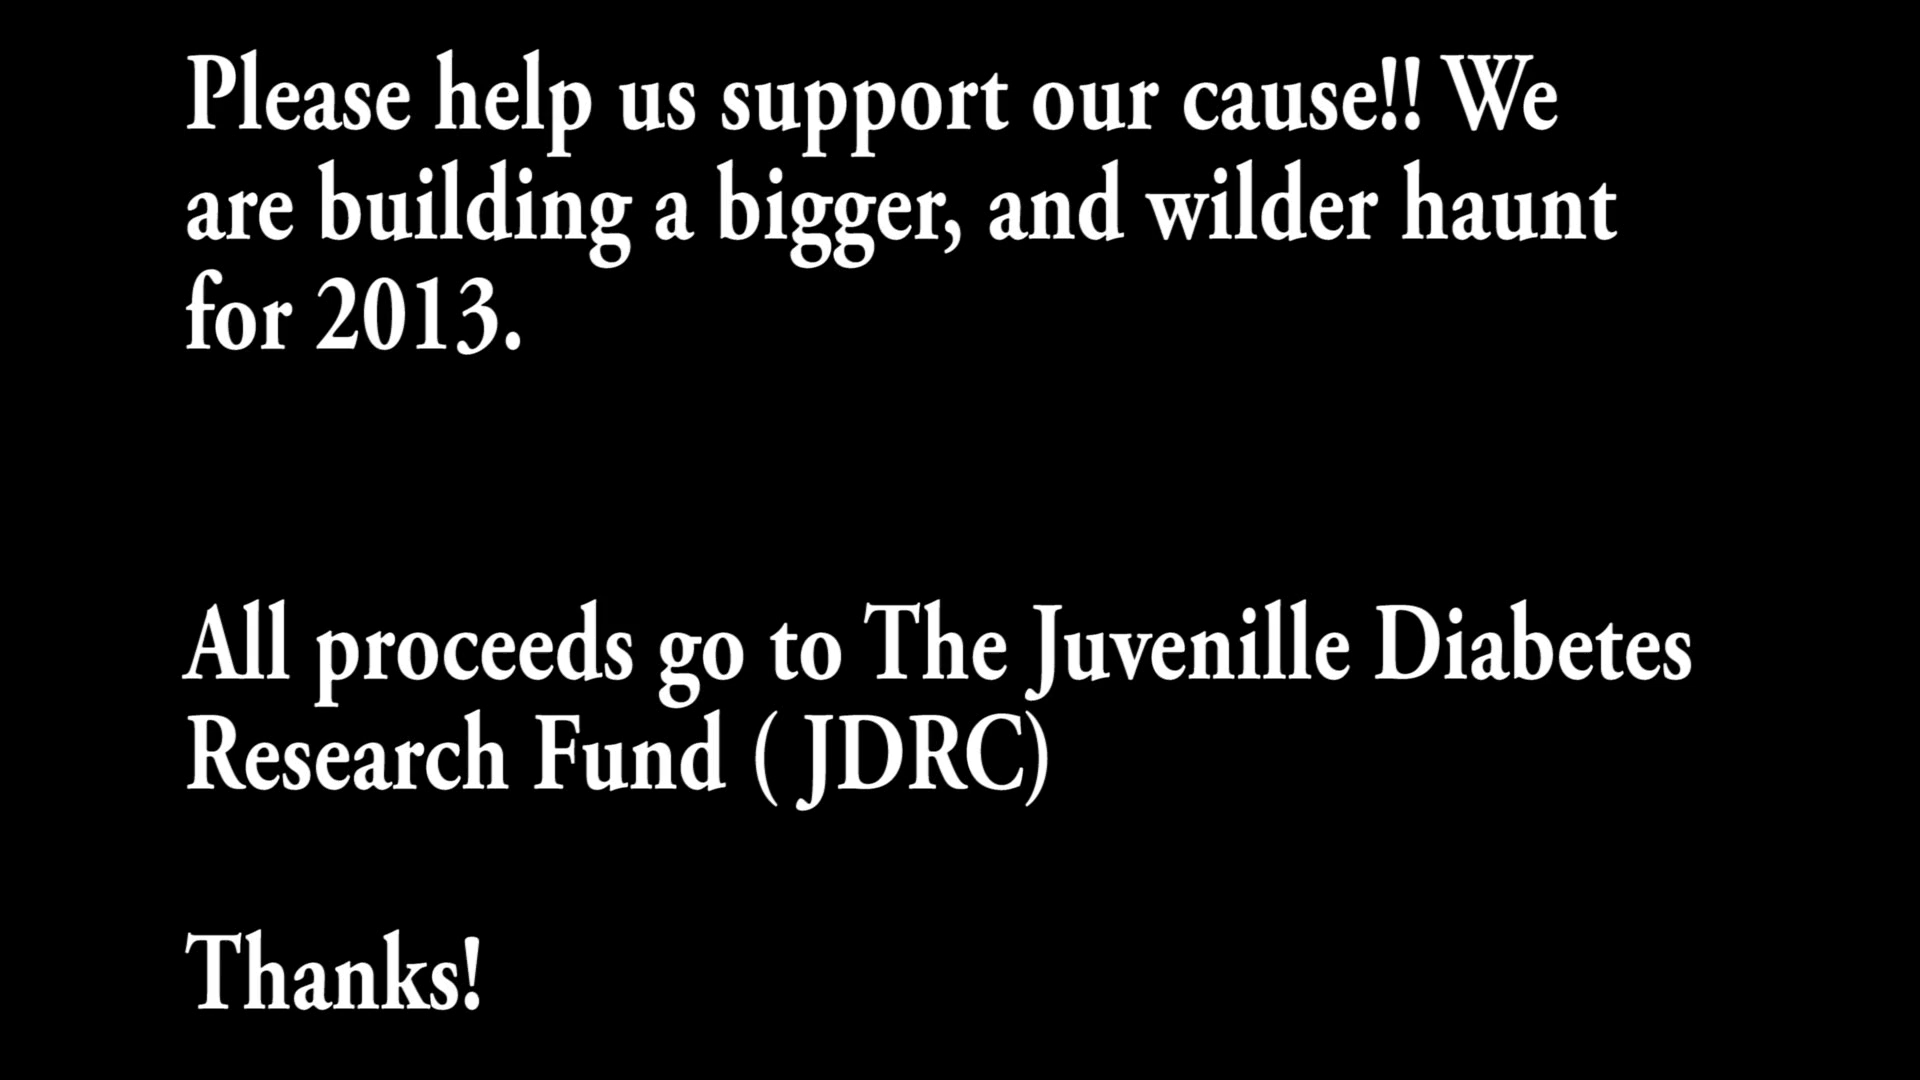 Please help us support our cause!! We
are building a bigger, and wilder haunt
for 2013.
All proceeds go to The Juvenille Diabetes
Research Fund ( JDRC)
Thanks!